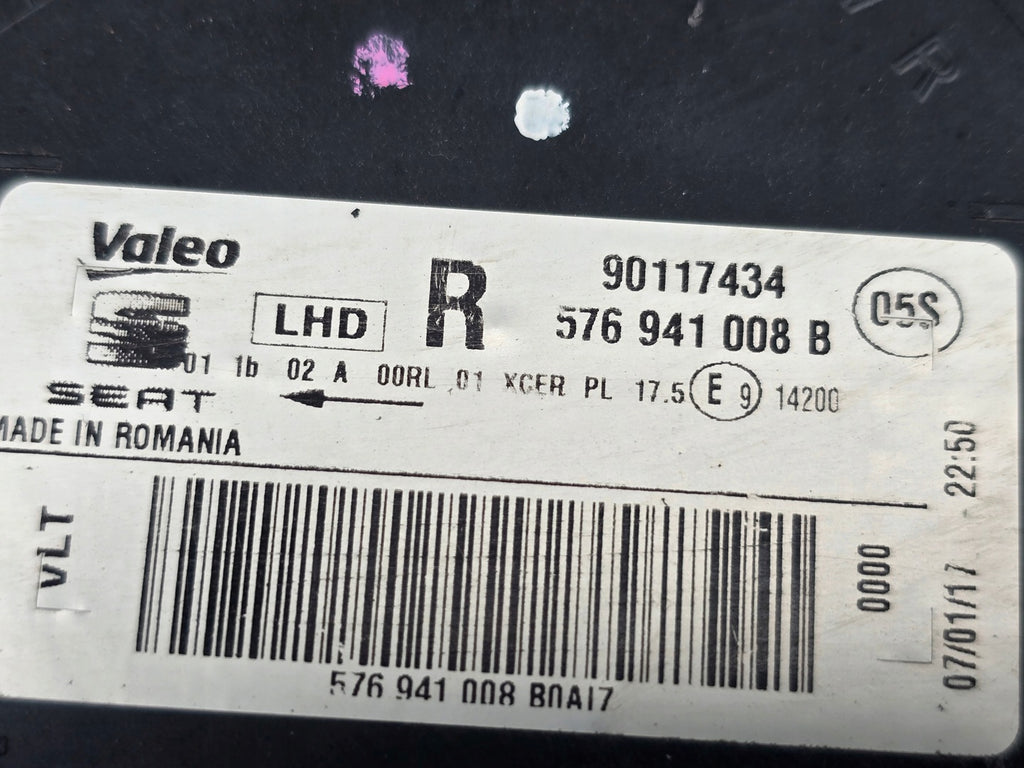 R
Valeo
LHD
R
90117434
576 941 008 B
05S
01 1b 02 A 00RL 01 XCER PL 17.5 E 9 14200
SEAT
MADE IN ROMANIA
VLT
0000
07/01/17 22:50
576 941 008 B0AI7